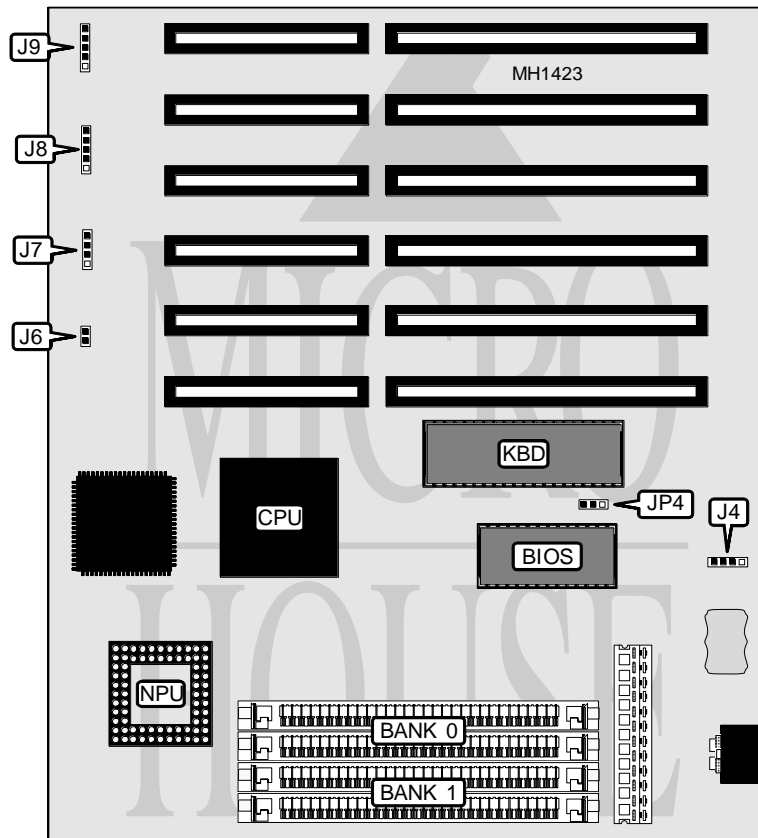 J9
MH1423
J8
J7
J6
KBD
JP4
J4
CPU
BIOS
NPU
BANK 0
BANK 1
MICRO
HOUSE